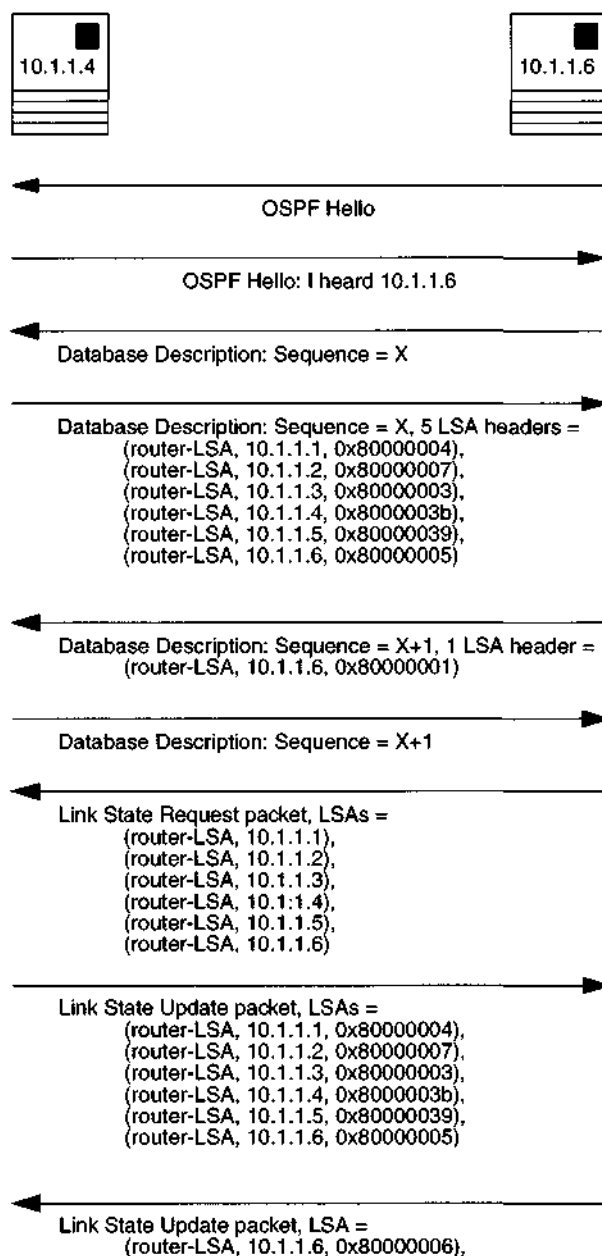 10.1.1.4
10.1.1.6
OSPF Hello
OSPF Hello: I heard 10.1.1.6
Database Description: Sequence = X
Database Description: Sequence = X, 5 LSA headers =
(router-LSA, 10.1.1.1, 0x80000004),
(router-LSA, 10.1.1.2, 0x80000007),
(router-LSA, 10.1.1.3, 0x80000003),
(router-LSA, 10.1.1.4, 0x8000003b),
(router-LSA, 10.1.1.5, 0x80000039),
(router-LSA, 10.1.1.6, 0x80000005)
Database Description: Sequence = X+1, 1 LSA header =
(router-LSA, 10.1.1.6, 0x80000001)
Database Description: Sequence = X+1
Link State Request packet, LSAs =
(router-LSA, 10.1.1.1),
(router-LSA, 10.1.1.2),
(router-LSA, 10.1.1.3),
(router-LSA, 10.1:1.4),
(router-LSA, 10.1.1.5),
(router-LSA, 10.1.1.6)
Link State Update packet, LSAs =
(router-LSA, 10.1.1.1, 0x80000004),
(router-LSA, 10.1.1.2, 0x80000007),
(router-LSA, 10.1.1.3, 0x80000003),
(router-LSA, 10.1.1.4, 0x8000003b),
(router-LSA, 10.1.1.5, 0x80000039),
(router-LSA, 10.1.1.6, 0x80000005)
Link State Update packet, LSA =
(router-LSA, 10.1.1.6, 0x80000006),